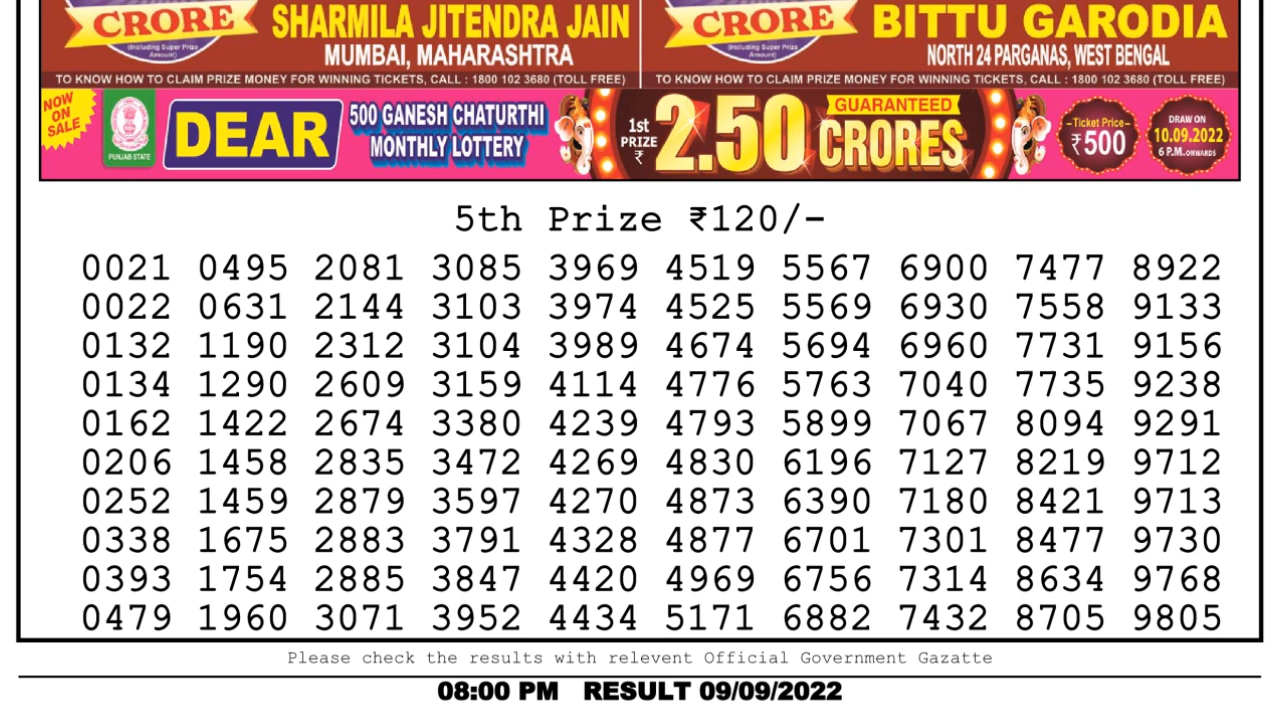 CRORE
(Including Super Prize
Amount)
SHARMILA JITENDRA JAIN
MUMBAI, MAHARASHTRA
TO KNOW HOW TO CLAIM PRIZE MONEY FOR WINNING TICKETS, CALL : 1800 102 3680 (TOLL FREE)
CRORE
(Including Super Prize
Amount)
BITTU GARODIA
NORTH 24 PARGANAS, WEST BENGAL
TO KNOW HOW TO CLAIM PRIZE MONEY FOR WINNING TICKETS, CALL : 1800 102 3680 (TOLL FREE)
NOW
ON
SALE
PUNJAB STATE
DEAR
500 GANESH CHATURTHI
MONTHLY LOTTERY
1st
PRIZE
₹
2.50
GUARANTEED
CRORES
-Ticket Price-
₹500
DRAW ON
10.09.2022
6 P.M. ONWARDS
5th Prize ₹120/-
0021 0495 2081 3085 3969 4519 5567 6900 7477 8922
0022 0631 2144 3103 3974 4525 5569 6930 7558 9133
0132 1190 2312 3104 3989 4674 5694 6960 7731 9156
0134 1290 2609 3159 4114 4776 5763 7040 7735 9238
0162 1422 2674 3380 4239 4793 5899 7067 8094 9291
0206 1458 2835 3472 4269 4830 6196 7127 8219 9712
0252 1459 2879 3597 4270 4873 6390 7180 8421 9713
0338 1675 2883 3791 4328 4877 6701 7301 8477 9730
0393 1754 2885 3847 4420 4969 6756 7314 8634 9768
0479 1960 3071 3952 4434 5171 6882 7432 8705 9805
Please check the results with relevent Official Government Gazatte
08:00 PM RESULT 09/09/2022